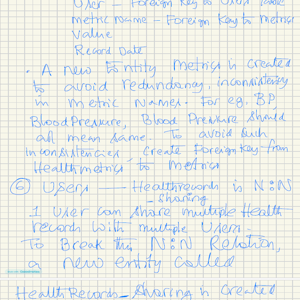 User - Foreign Key to Users Table
metric name - Foreign Key to metrics
Value
Record Date
• A new Entity Metrics is created
to avoid redundancy, inconsistency
in metric names. For eg. BP,
BloodPressure, Blood Pressure should
all mean same. To avoid such
inconsistencies, Create Foreign Key from
Healthmetrics to Metrics
⑥ Users — Healthrecords is N:N
- sharing
1 User can share multiple Health
records with multiple Users.
To Break this N:N Relation,
a new entity called
HealthRecords_Sharing is created